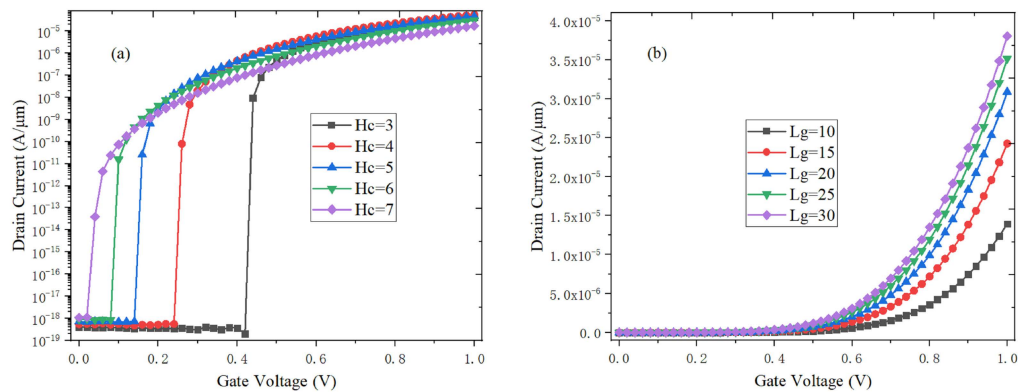 (a)
Drain Current (A/μm)
10⁻⁵
10⁻⁶
10⁻⁷
10⁻⁸
10⁻⁹
10⁻¹⁰
10⁻¹¹
10⁻¹²
10⁻¹³
10⁻¹⁴
10⁻¹⁵
10⁻¹⁶
10⁻¹⁷
10⁻¹⁸
10⁻¹⁹
Hc=3
Hc=4
Hc=5
Hc=6
Hc=7
0.0 0.2 0.4 0.6 0.8 1.0
Gate Voltage (V)
(b)
Drain Current (A/μm)
4.0x10⁻⁵
3.5x10⁻⁵
3.0x10⁻⁵
2.5x10⁻⁵
2.0x10⁻⁵
1.5x10⁻⁵
1.0x10⁻⁵
5.0x10⁻⁶
0.0
Lg=10
Lg=15
Lg=20
Lg=25
Lg=30
0.0 0.2 0.4 0.6 0.8 1.0
Gate Voltage (V)